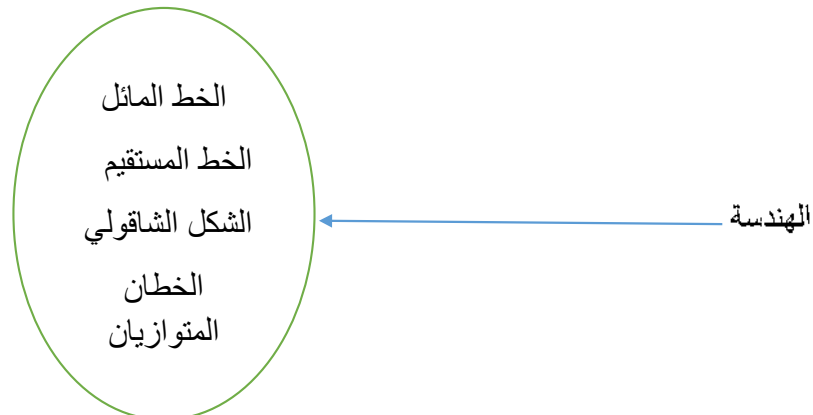 الخط المائل
الخط المستقيم
الشكل الشاقولي
الخطان
المتوازيان
الهندسة